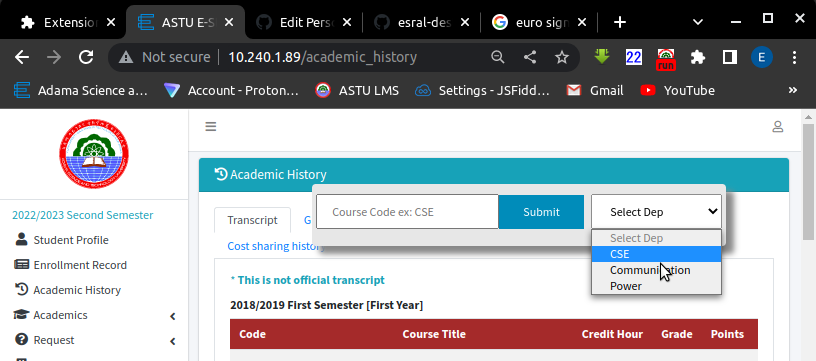 Extension
ASTU E-S
Edit Perso
esral-des
euro sign
Not secure 10.240.1.89/academic_history
22
run
E
Adama Science a...
Account - Proton...
ASTU LMS
Settings - JSFidd...
Gmail
YouTube
»
Academic History
2022/2023 Second Semester
Student Profile
Enrollment Record
Academic History
Academics
Request
Transcript
G
Course Code ex: CSE
Submit
Select Dep
Select Dep
CSE
Communication
Power
Cost sharing histor
* This is not official transcript
2018/2019 First Semester [First Year]
Code Course Title Credit Hour Grade Points